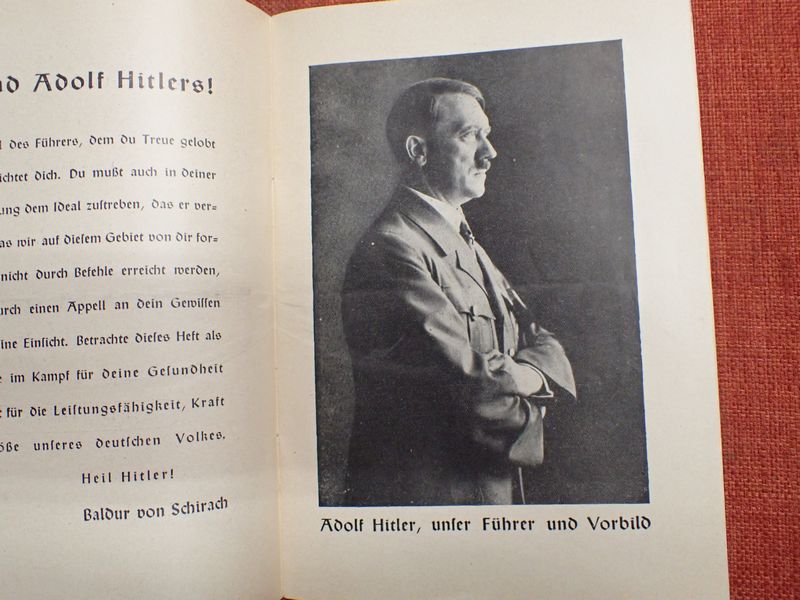 Adolf Hitlers!
des Führers, dem du Treue gelobt
dich. Du mußt auch in deiner
dem Ideal zuſtreben, das er ver=
wir auf dieſem Gebiet von dir for=
nicht durch Befehle erreicht werden,
einen Appell an dein Gewiſſen
Einſicht. Betrachte dieſes Heft als
im Kampf für deine Geſundheit
für die Leiſtungsfähigkeit, Kraft
unſeres deutſchen Volkes.
Heil Hitler!
Baldur von Schirach
Adolf Hitler, unſer Führer und Vorbild